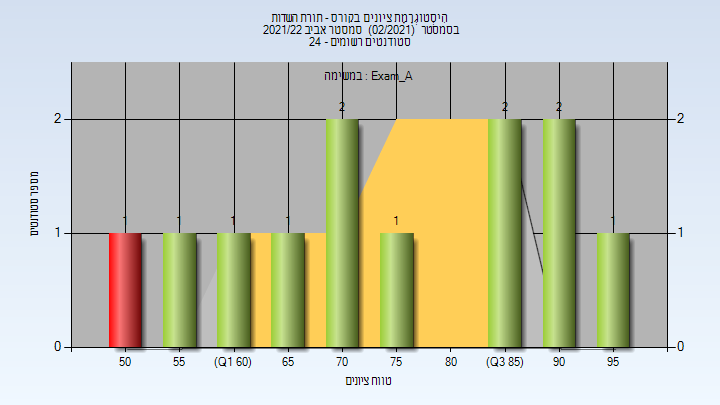 היסטוגרמת ציונים בקורס - תורת השדות
בסמסטר (02/2021) סמסטר אביב 2021/22
סטודנטים רשומים - 24
במשימה : Exam_A
2 2 2
1 1 1 1 1 1
2 2
1 1
0 0
מספר סטודנטים
50 55 (Q1 60) 65 70 75 80 (Q3 85) 90 95
טווח ציונים